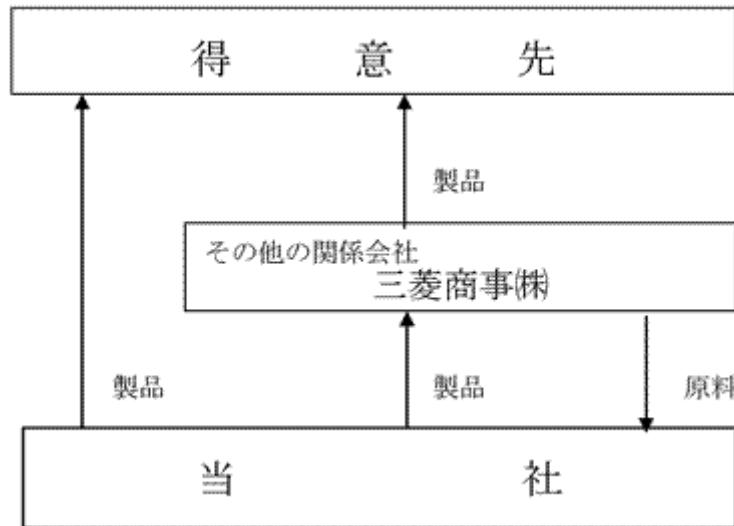 得意先
製品
その他の関係会社
三菱商事㈱
製品 製品 原料
当社